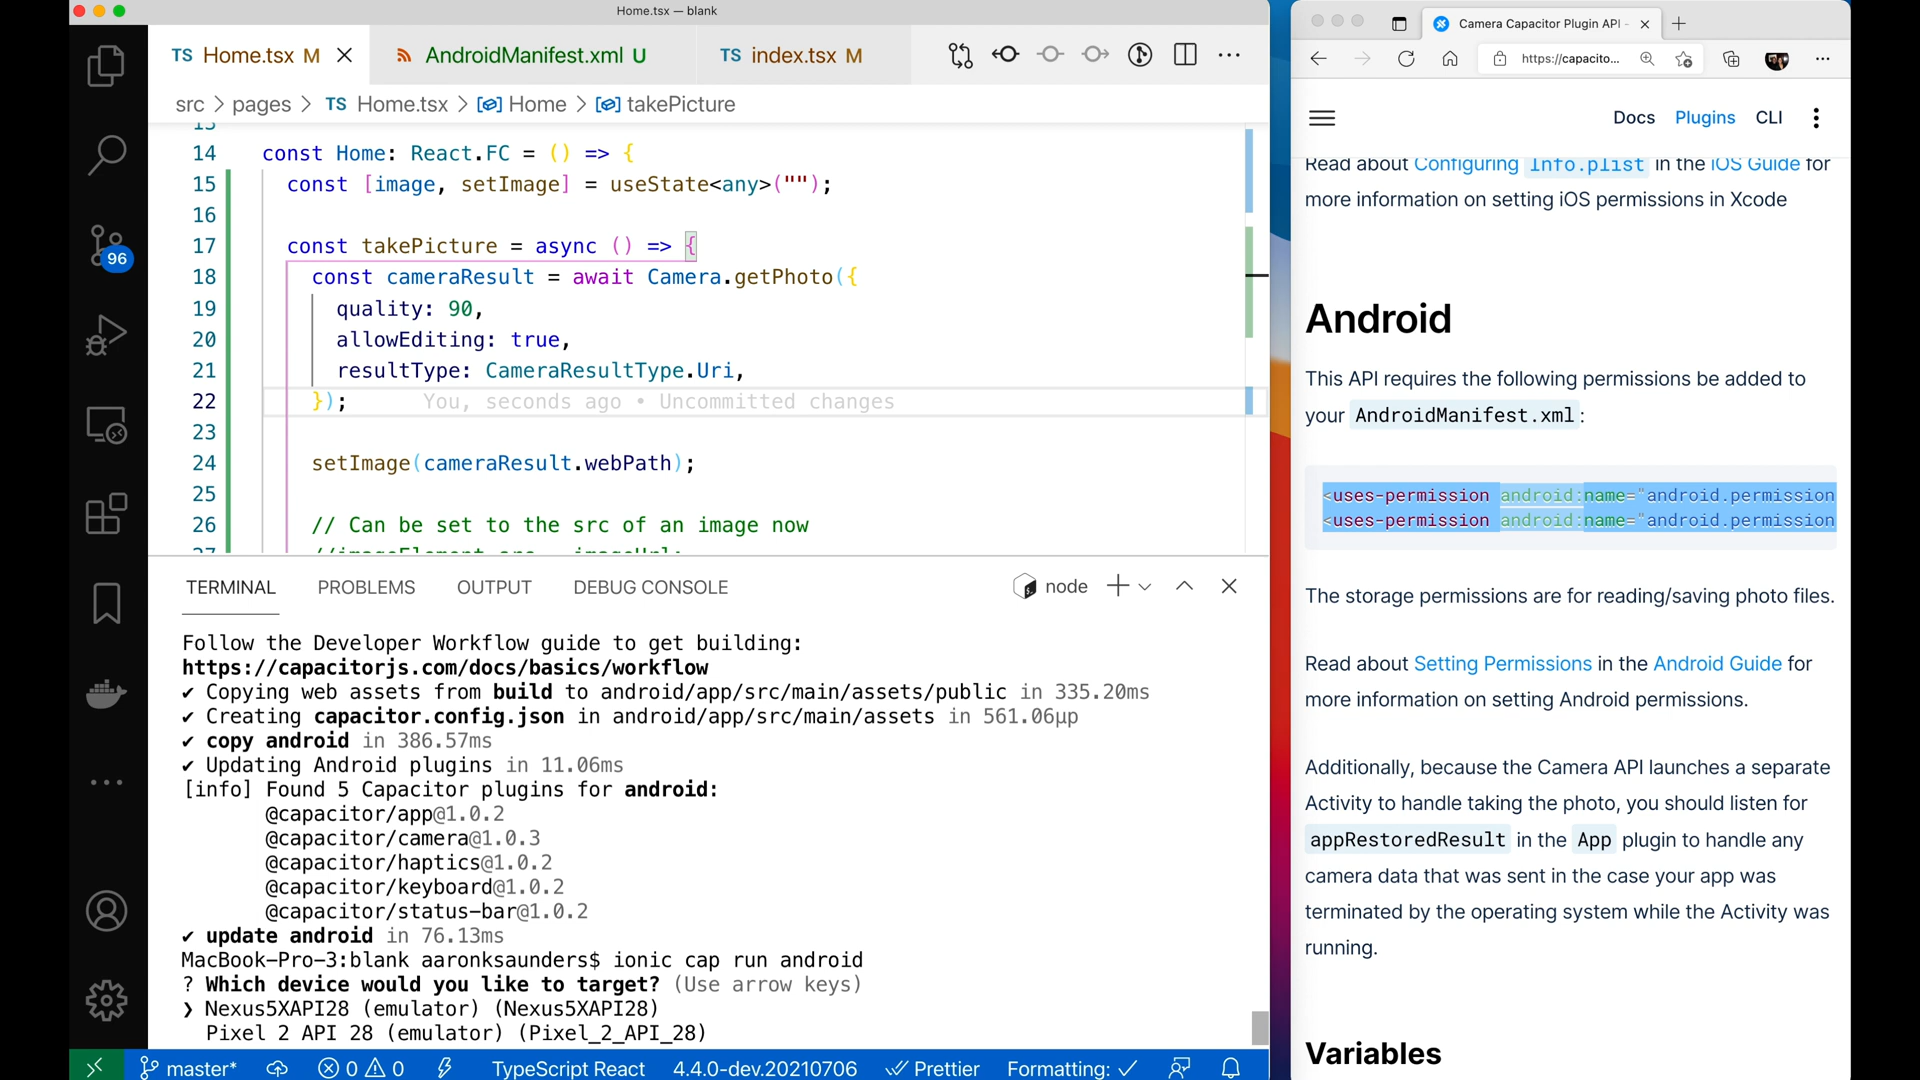 Home.tsx — blank
TS Home.tsx M
AndroidManifest.xml U
TS index.tsx M
src > pages > TS Home.tsx > Home > takePicture
14 const Home: React.FC = () => {
15 const [image, setImage] = useState<any>("");
16
17 const takePicture = async () => {
18 const cameraResult = await Camera.getPhoto({
19 quality: 90,
20 allowEditing: true,
21 resultType: CameraResultType.Uri,
22 }); You, seconds ago • Uncommitted changes
23
24 setImage(cameraResult.webPath);
25
26 // Can be set to the src of an image now
96
TERMINAL PROBLEMS OUTPUT DEBUG CONSOLE
node
Follow the Developer Workflow guide to get building:
https://capacitorjs.com/docs/basics/workflow
✔ Copying web assets from build to android/app/src/main/assets/public in 335.20ms
✔ Creating capacitor.config.json in android/app/src/main/assets in 561.06μp
✔ copy android in 386.57ms
✔ Updating Android plugins in 11.06ms
[info] Found 5 Capacitor plugins for android:
@capacitor/app@1.0.2
@capacitor/camera@1.0.3
@capacitor/haptics@1.0.2
@capacitor/keyboard@1.0.2
@capacitor/status-bar@1.0.2
✔ update android in 76.13ms
MacBook-Pro-3:blank aaronksaunders$ ionic cap run android
? Which device would you like to target? (Use arrow keys)
❯ Nexus5XAPI28 (emulator) (Nexus5XAPI28)
Pixel 2 API 28 (emulator) (Pixel_2_API_28)
master* 0 0 TypeScript React 4.4.0-dev.20210706 Prettier Formatting: ✓
Camera Capacitor Plugin API -
https://capacito...
Docs Plugins CLI
Read about Configuring Info.plist in the iOS Guide for
more information on setting iOS permissions in Xcode
Android
This API requires the following permissions be added to
your AndroidManifest.xml:
<uses-permission android:name="android.permission
<uses-permission android:name="android.permission
The storage permissions are for reading/saving photo files.
Read about Setting Permissions in the Android Guide for
more information on setting Android permissions.
Additionally, because the Camera API launches a separate
Activity to handle taking the photo, you should listen for
appRestoredResult in the App plugin to handle any
camera data that was sent in the case your app was
terminated by the operating system while the Activity was
running.
Variables